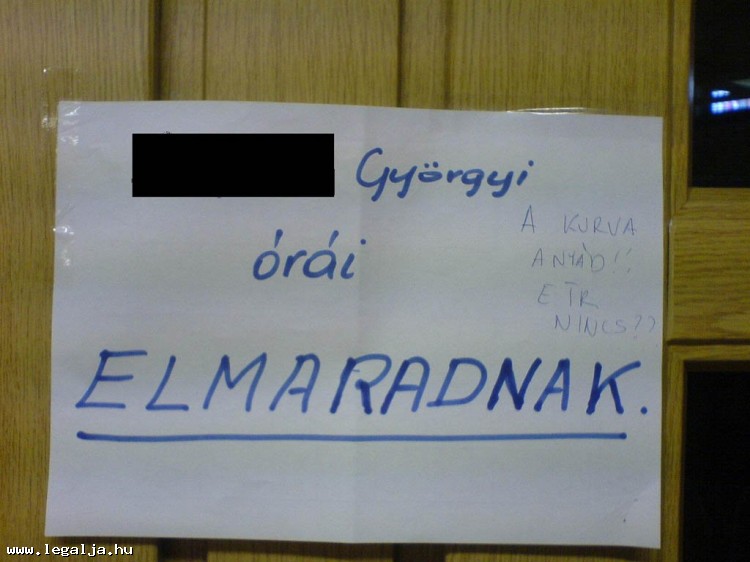 Györgyi
órái
ELMARADNAK.
A KURVA
ANYÁD!!
ETR
NINCS??
www.legalja.hu